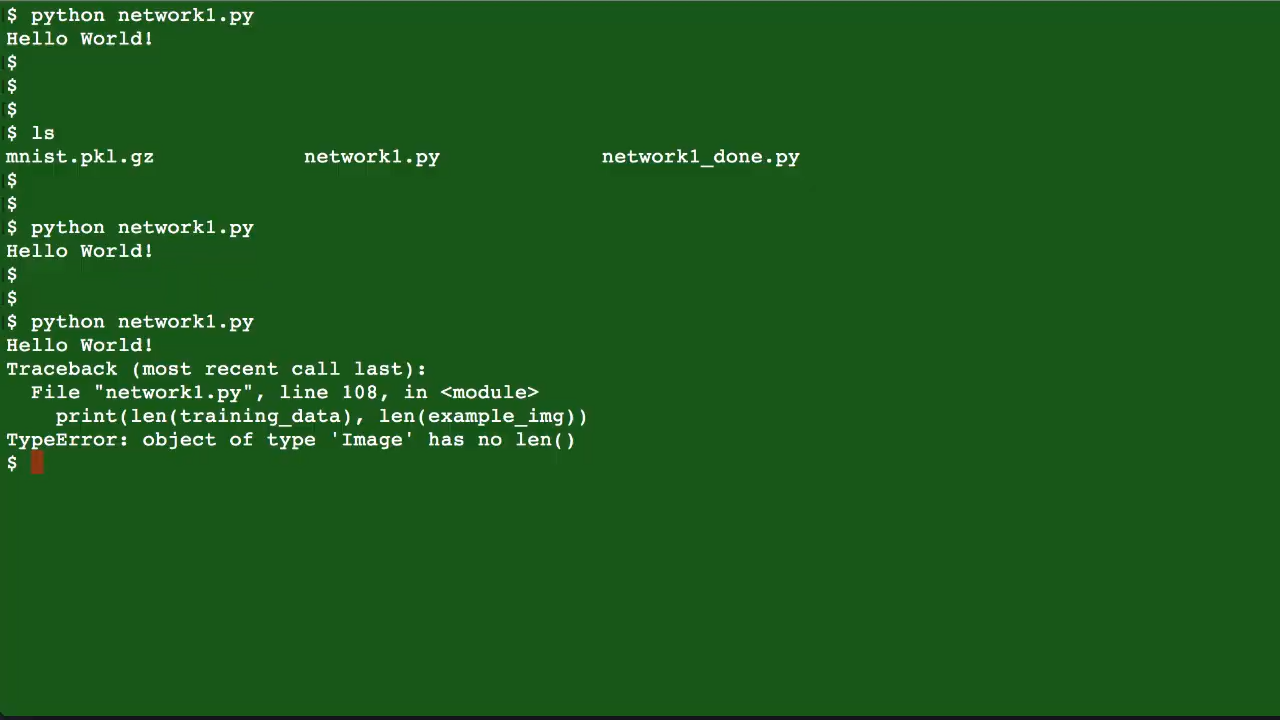 $ python network1.py
Hello World!
$
$
$
$ ls
mnist.pkl.gz network1.py network1_done.py
$
$
$ python network1.py
Hello World!
$
$
$ python network1.py
Hello World!
Traceback (most recent call last):
  File "network1.py", line 108, in <module>
    print(len(training_data), len(example_img))
TypeError: object of type 'Image' has no len()
$